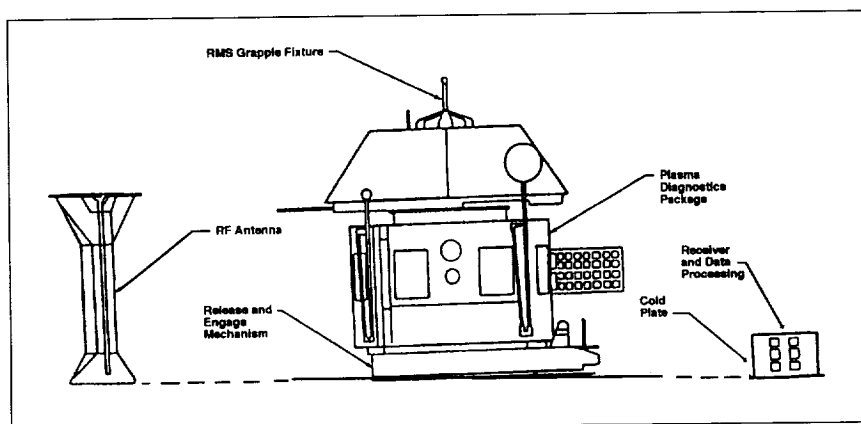 RMS Grapple Fixture
Plasma
Diagnostics
Package
RF Antenna
Receiver
and Data
Processing
Release and
Engage
Mechanism
Cold
Plate